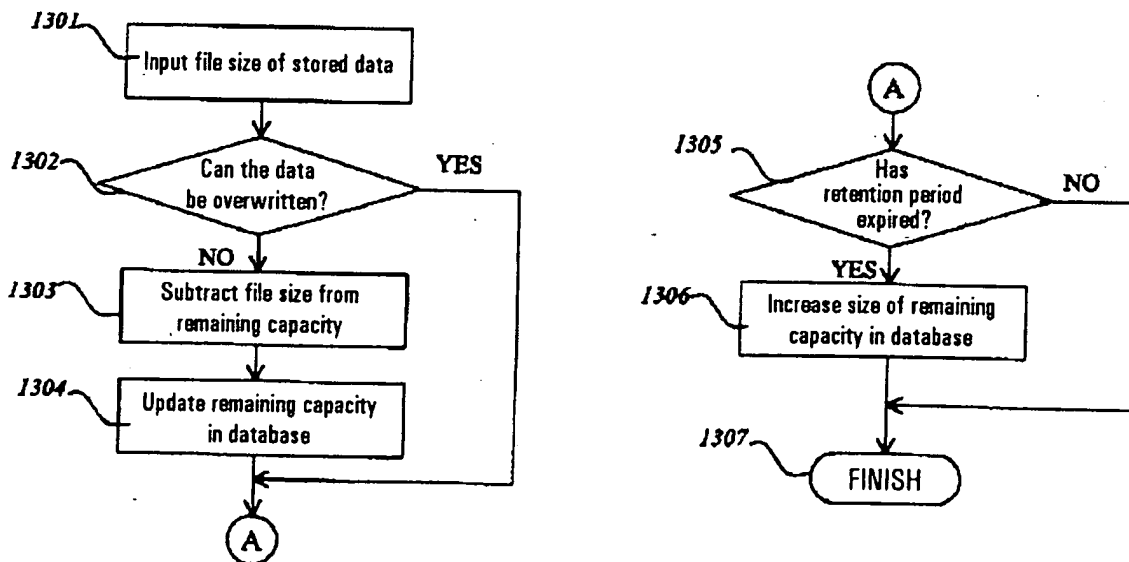 1301
Input file size of stored data
1302
Can the data
be overwritten?
YES
NO
1303
Subtract file size from
remaining capacity
1304
Update remaining capacity
in database
A
A
1305
Has
retention period
expired?
NO
YES
1306
Increase size of remaining
capacity in database
1307
FINISH